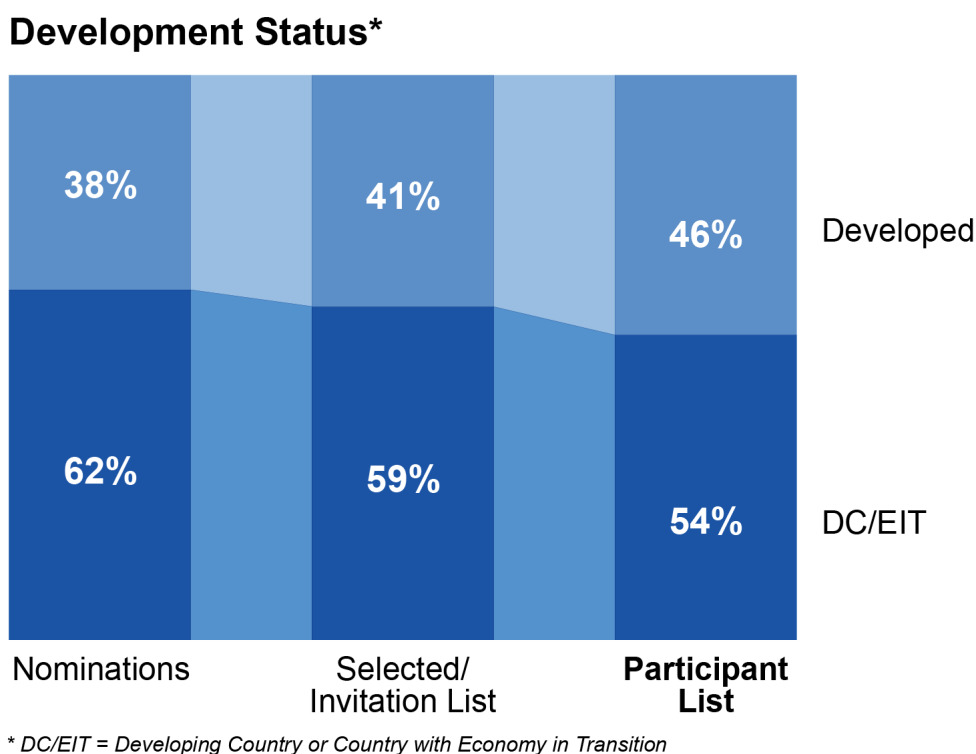 Development Status*
38%
41%
46%
Developed
62%
59%
54%
DC/EIT
Nominations
Selected/
Invitation List
Participant
List
* DC/EIT = Developing Country or Country with Economy in Transition